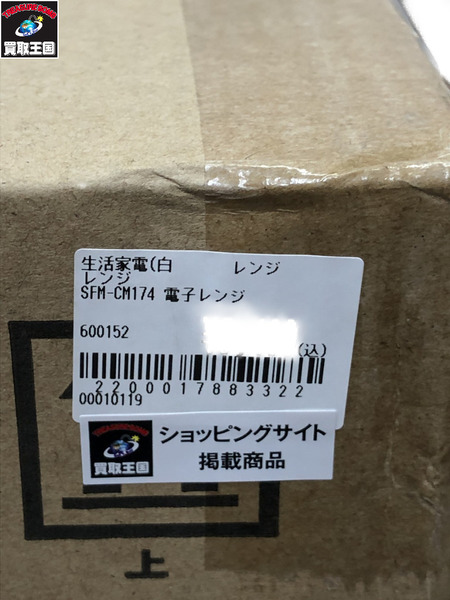 買取王国
生活家電(白 レンジ
レンジ
SFM-CM174 電子レンジ
600152
(込)
2200017883322
00010119
買取王国
ショッピングサイト
掲載商品
上